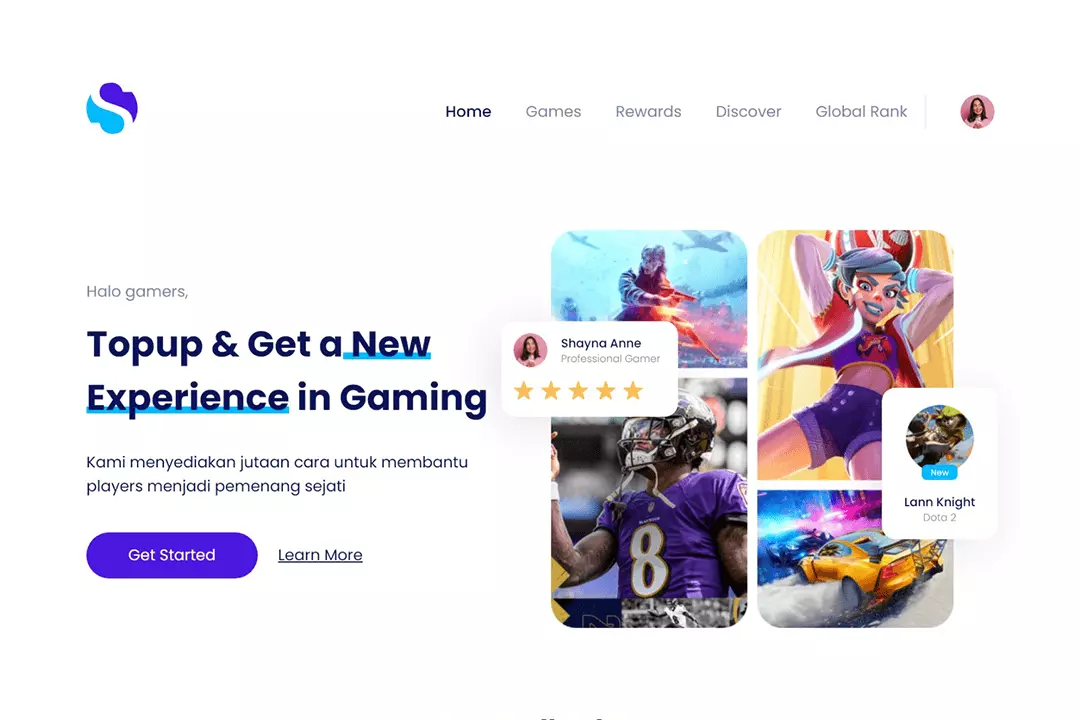 Home Games Rewards Discover Global Rank
Halo gamers,
Topup & Get a New
Experience in Gaming
Kami menyediakan jutaan cara untuk membantu
players menjadi pemenang sejati
Get Started Learn More
Shayna Anne
Professional Gamer
8
New
Lann Knight
Dota 2